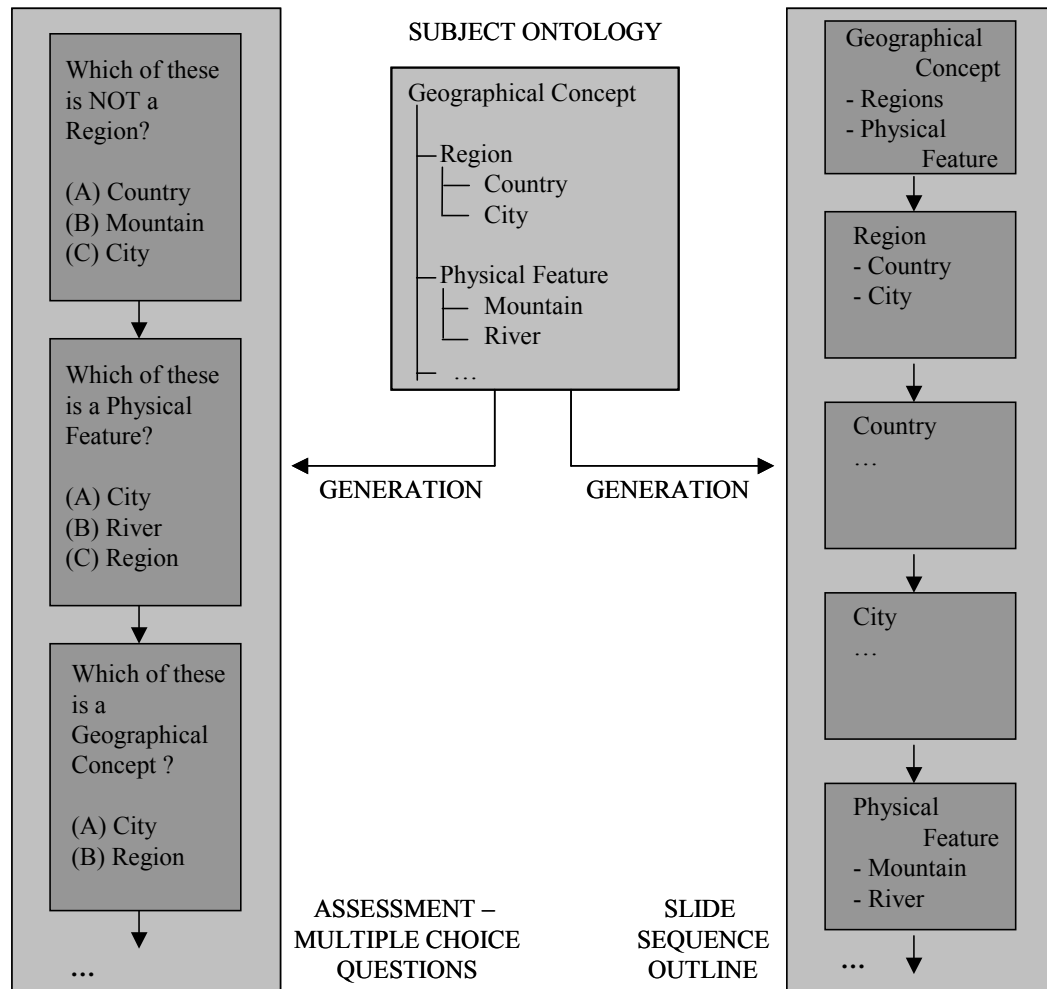 Which of these
is NOT a
Region?
(A) Country
(B) Mountain
(C) City
Which of these
is a Physical
Feature?
(A) City
(B) River
(C) Region
Which of these
is a
Geographical
Concept ?
(A) City
(B) Region
...
SUBJECT ONTOLOGY
Geographical Concept
Region
Country
City
Physical Feature
Mountain
River
...
GENERATION
GENERATION
ASSESSMENT –
MULTIPLE CHOICE
QUESTIONS
SLIDE
SEQUENCE
OUTLINE
Geographical
Concept
- Regions
- Physical
Feature
Region
- Country
- City
Country
...
City
...
Physical
Feature
- Mountain
- River
...